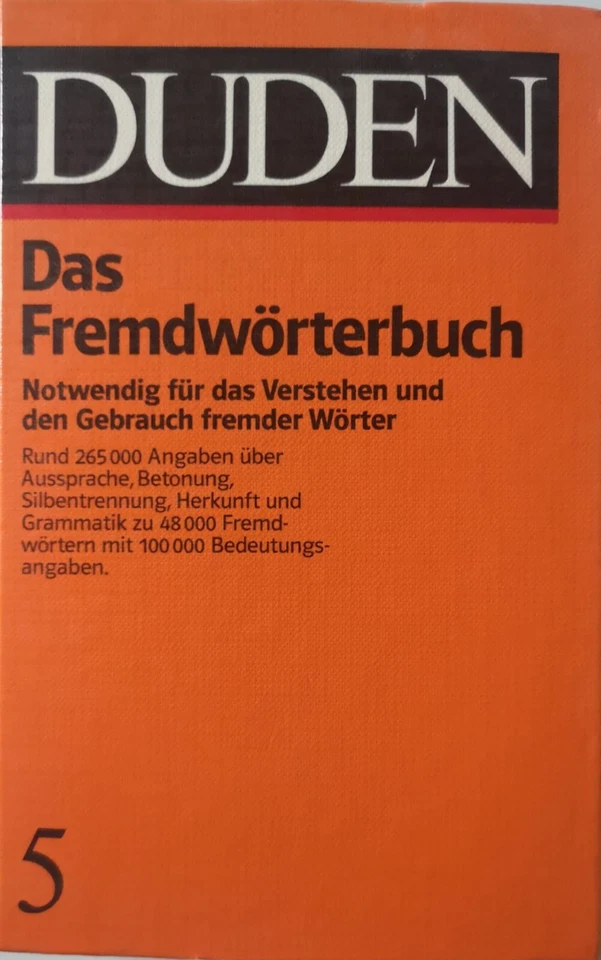 DUDEN
Das
Fremdwörterbuch
Notwendig für das Verstehen und
den Gebrauch fremder Wörter
Rund 265 000 Angaben über
Aussprache, Betonung,
Silbentrennung, Herkunft und
Grammatik zu 48 000 Fremd-
wörtern mit 100 000 Bedeutungs-
angaben.
5